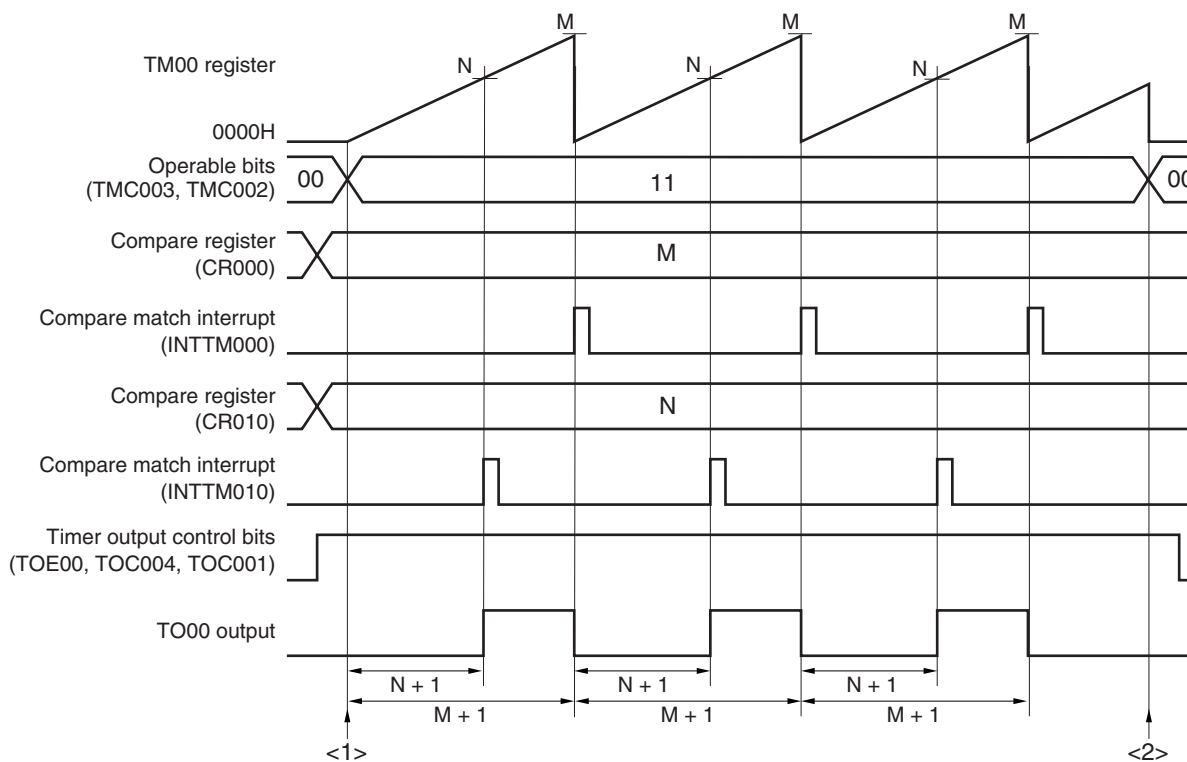 M
M
M
TM00 register
N
N
N
0000H
Operable bits
(TMC003, TMC002)
00
11
00
Compare register
(CR000)
M
Compare match interrupt
(INTTM000)
Compare register
(CR010)
N
Compare match interrupt
(INTTM010)
Timer output control bits
(TOE00, TOC004, TOC001)
TO00 output
N + 1
N + 1
N + 1
M + 1
M + 1
M + 1
<1>
<2>